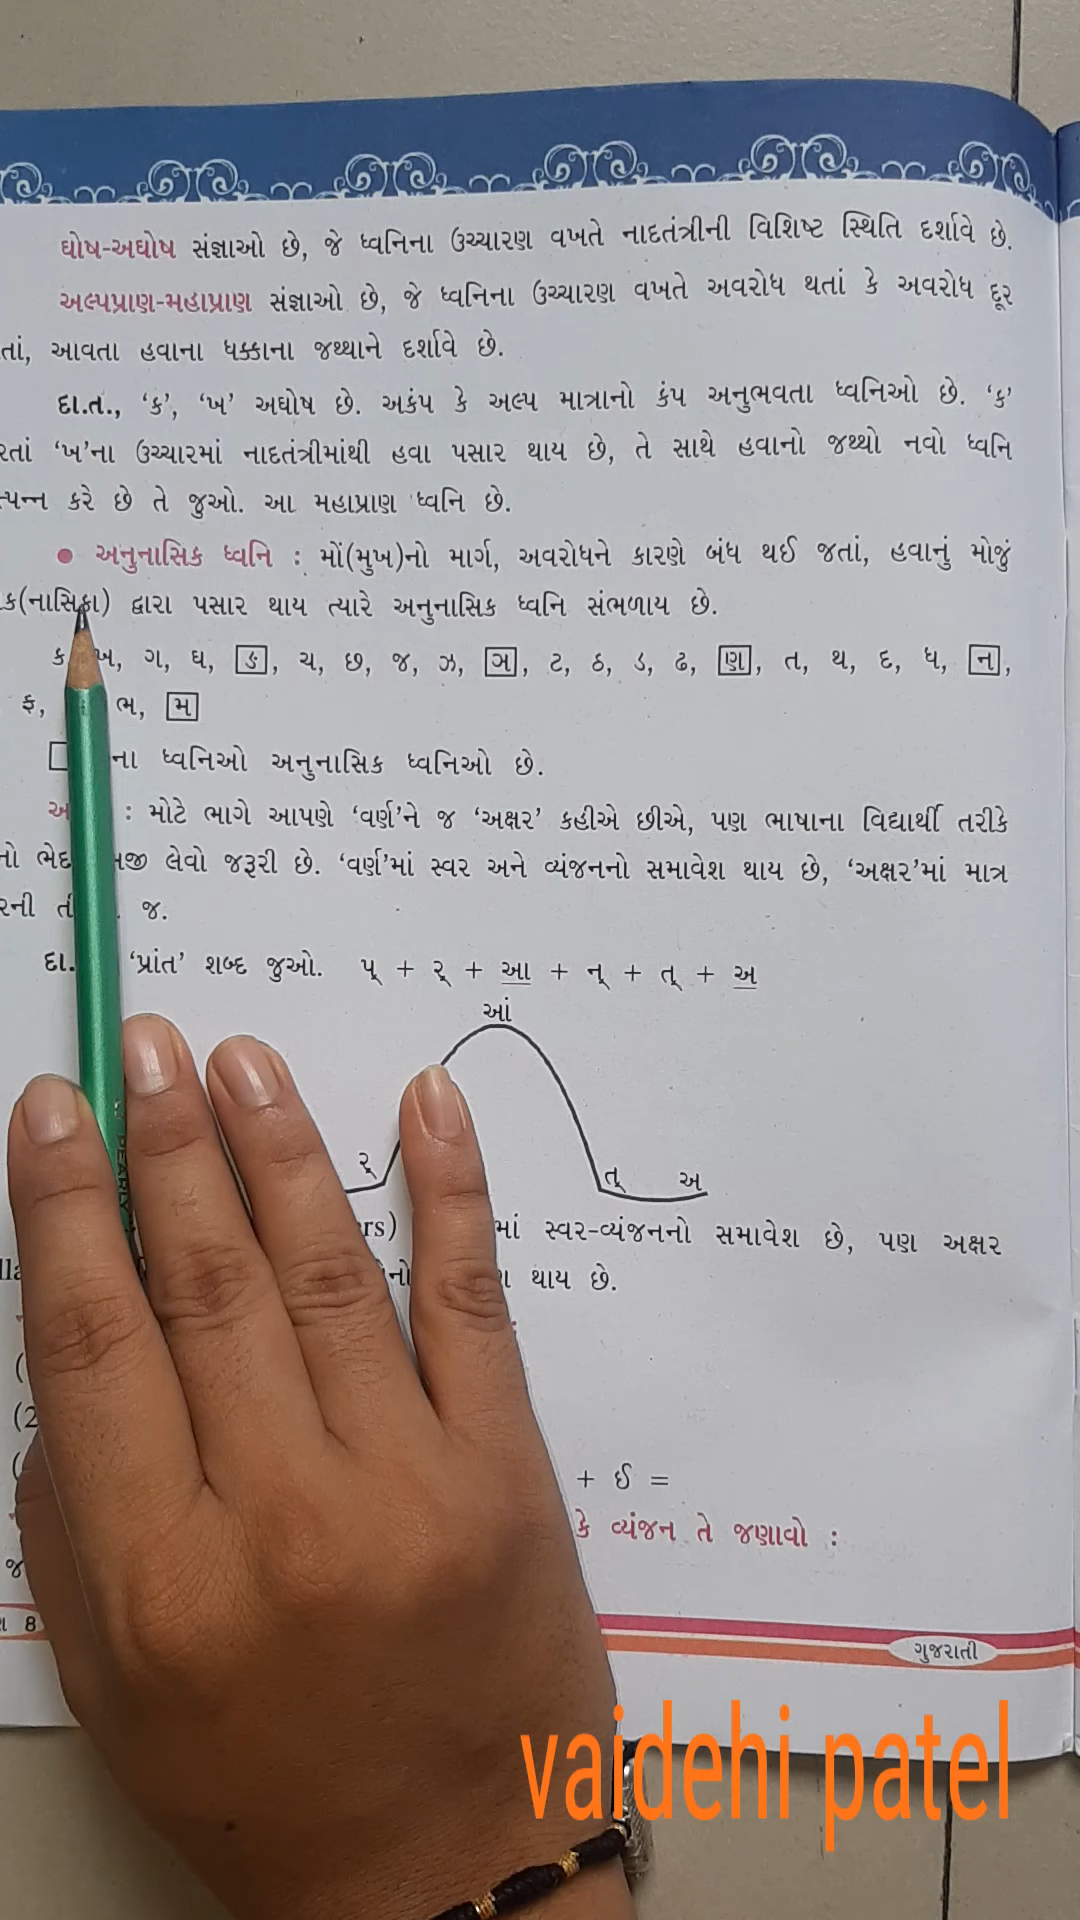 ઘોષ-અઘોષ સંજ્ઞાઓ છે, જે ધ્વનિના ઉચ્ચારણ વખતે નાદતંત્રીની વિશિષ્ટ સ્થિતિ દર્શાવે છે.
અલ્પપ્રાણ-મહાપ્રાણ સંજ્ઞાઓ છે, જે ધ્વનિના ઉચ્ચારણ વખતે અવરોધ થતાં કે અવરોધ દૂર
તાં, આવતા હવાના ધક્કાના જથ્થાને દર્શાવે છે.
દા.ત., ‘ક’, ‘ખ’ અઘોષ છે. અકંપ કે અલ્પ માત્રાનો કંપ અનુભવતા ધ્વનિઓ છે. ‘ક’
રતાં ‘ખ’ના ઉચ્ચારમાં નાદતંત્રીમાંથી હવા પસાર થાય છે, તે સાથે હવાનો જથ્થો નવો ધ્વનિ
ત્પન્ન કરે છે તે જુઓ. આ મહાપ્રાણ ધ્વનિ છે.
● અનુનાસિક ધ્વનિ : મોં(મુખ)નો માર્ગ, અવરોધને કારણે બંધ થઈ જતાં, હવાનું મોજું
ક(નાસિકા) દ્વારા પસાર થાય ત્યારે અનુનાસિક ધ્વનિ સંભળાય છે.
ક ખ, ગ, ઘ, ઙ, ચ, છ, જ, ઝ, ઞ, ટ, ઠ, ડ, ઢ, ણ, ત, થ, દ, ધ, ન,
ફ, ભ, મ
ના ધ્વનિઓ અનુનાસિક ધ્વનિઓ છે.
: મોટે ભાગે આપણે ‘વર્ણ’ને જ ‘અક્ષર’ કહીએ છીએ, પણ ભાષાના વિદ્યાર્થી તરીકે
નો ભેદ લેવો જરૂરી છે. ‘વર્ણ’માં સ્વર અને વ્યંજનનો સમાવેશ થાય છે, ‘અક્ષર’માં માત્ર
રની જ.
દા. ‘પ્રાંત’ શબ્દ જુઓ. પ્ + ર્ + આ + ન્ + ત્ + અ
આં
ર્ ત્ અ
rs) માં સ્વર-વ્યંજનનો સમાવેશ છે, પણ અક્ષર
થાય છે.
+ ઈ =
કે વ્યંજન તે જણાવો :
જ
8 ગુજરાતી
vaidehi patel